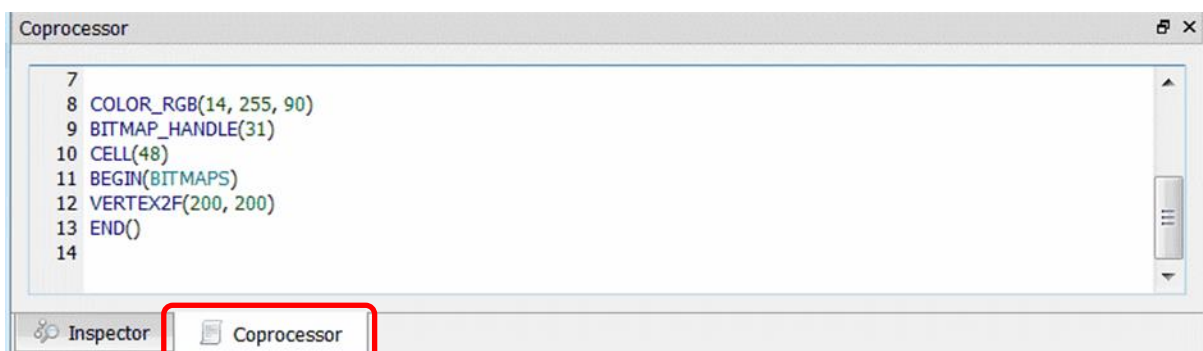 Coprocessor
7
8 COLOR_RGB(14, 255, 90)
9 BITMAP_HANDLE(31)
10 CELL(48)
11 BEGIN(BITMAPS)
12 VERTEX2F(200, 200)
13 END()
14
Inspector Coprocessor